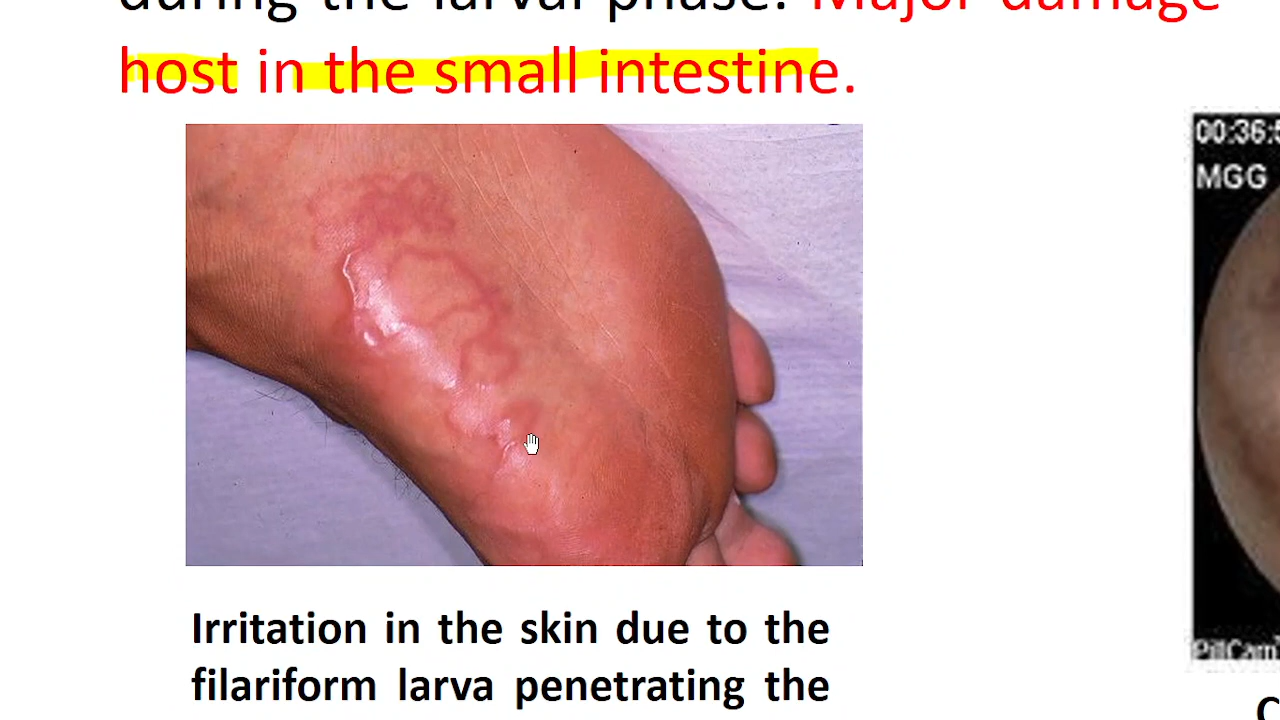 during the larval phase. Major damage
host in the small intestine.
00:36:
MGG
PillCam
Irritation in the skin due to the
filariform larva penetrating the